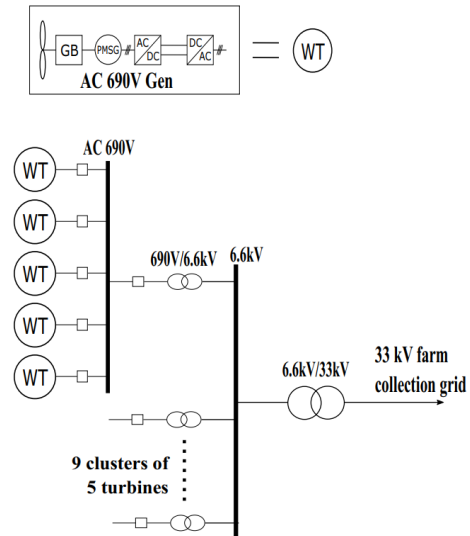 GB
PMSG
AC
DC
DC
AC
AC 690V Gen
WT
AC 690V
WT
WT
WT
WT
WT
690V/6.6kV
6.6kV
6.6kV/33kV
33 kV farm
collection grid
9 clusters of
5 turbines